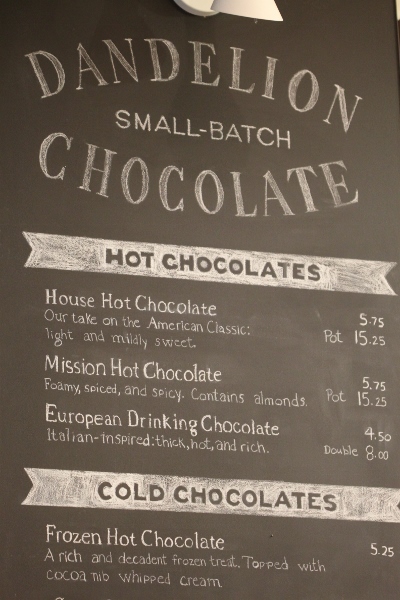 DANDELION
SMALL-BATCH
CHOCOLATE
HOT CHOCOLATES
House Hot Chocolate 5.75
Our take on the American Classic:
light and mildly sweet. Pot 15.25
Mission Hot Chocolate 5.75
Foamy, spiced, and spicy. Contains almonds. Pot 15.25
European Drinking Chocolate 4.50
Italian-inspired: thick, hot, and rich. Double 8.00
COLD CHOCOLATES
Frozen Hot Chocolate 5.25
A rich and decadent frozen treat. Topped with
cocoa nib whipped cream